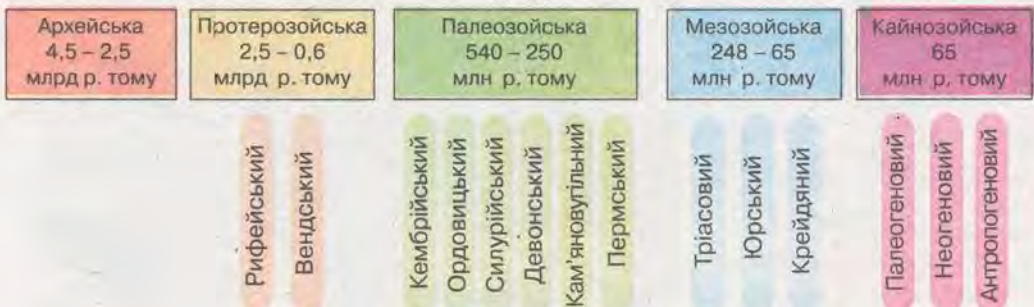 Архейська
4,5 – 2,5
млрд р. тому
Протерозойська
2,5 – 0,6
млрд р. тому
Палеозойська
540 – 250
млн р. тому
Мезозойська
248 – 65
млн р. тому
Кайнозойська
65
млн р. тому
Рифейський
Вендський
Кембрійський
Ордовицький
Силурійський
Девонський
Кам'яновугільний
Пермський
Тріасовий
Юрський
Крейдяний
Палеогеновий
Неогеновий
Антропогеновий